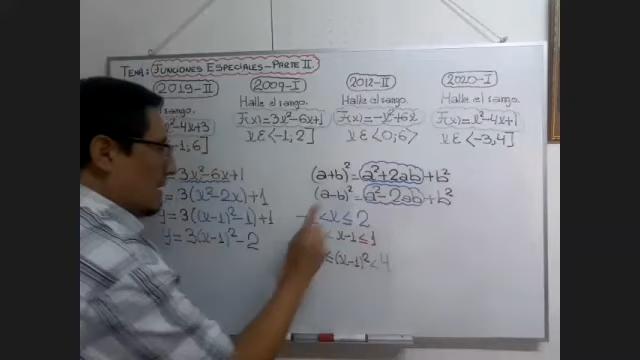 TEMA: FUNCIONES ESPECIALES-PARTE II.
2019-II
rango.
x²-4x+3
-1,6]
2009-I
Halle el rango.
F(x)=3x²-6x+1
x∈<-1,2]
2012-II
Halle el rango.
F(x)=-x²+6x
x∈<0;6>
2020-I
Halle el rango.
F(x)=x²-4x+1
x∈<-3,4]
= 3x²-6x+1
= 3(x²-2x)+1
y=3((x-1)²-1)+1
y=3(x-1)²-2
(a+b)²=a²+2ab+b²
(a-b)²=a²-2ab+b²
<x≤2
< x-1≤1
≤(x-1)²<4